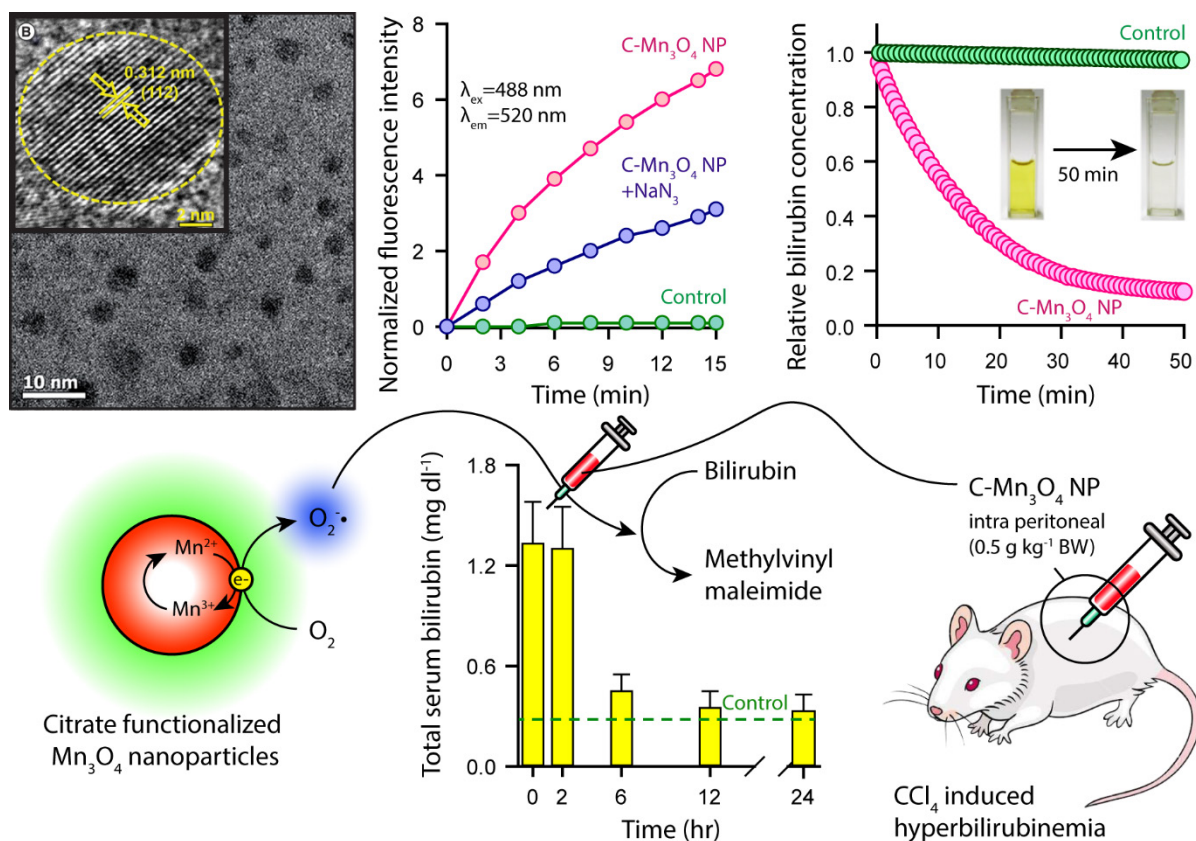 B
0.312 nm
(112)
2 nm
10 nm
Normalized fluorescence intensity
8
6
4
2
0
0 3 6 9 12 15
Time (min)
λex=488 nm
λem=520 nm
C-Mn3O4 NP
C-Mn3O4 NP
+NaN3
Control
Relative bilirubin concentration
1.0
0.8
0.6
0.4
0.2
0.0
0 10 20 30 40 50
Time (min)
Control
50 min
C-Mn3O4 NP
Mn2+
Mn3+
e-
O2-•
O2
Citrate functionalized
Mn3O4 nanoparticles
Total serum bilirubin (mg dl-1)
1.8
1.2
0.6
0.0
0 2 6 12 24
Time (hr)
Control
Bilirubin
Methylvinyl
maleimide
C-Mn3O4 NP
intra peritoneal
(0.5 g kg-1 BW)
CCl4 induced
hyperbilirubinemia